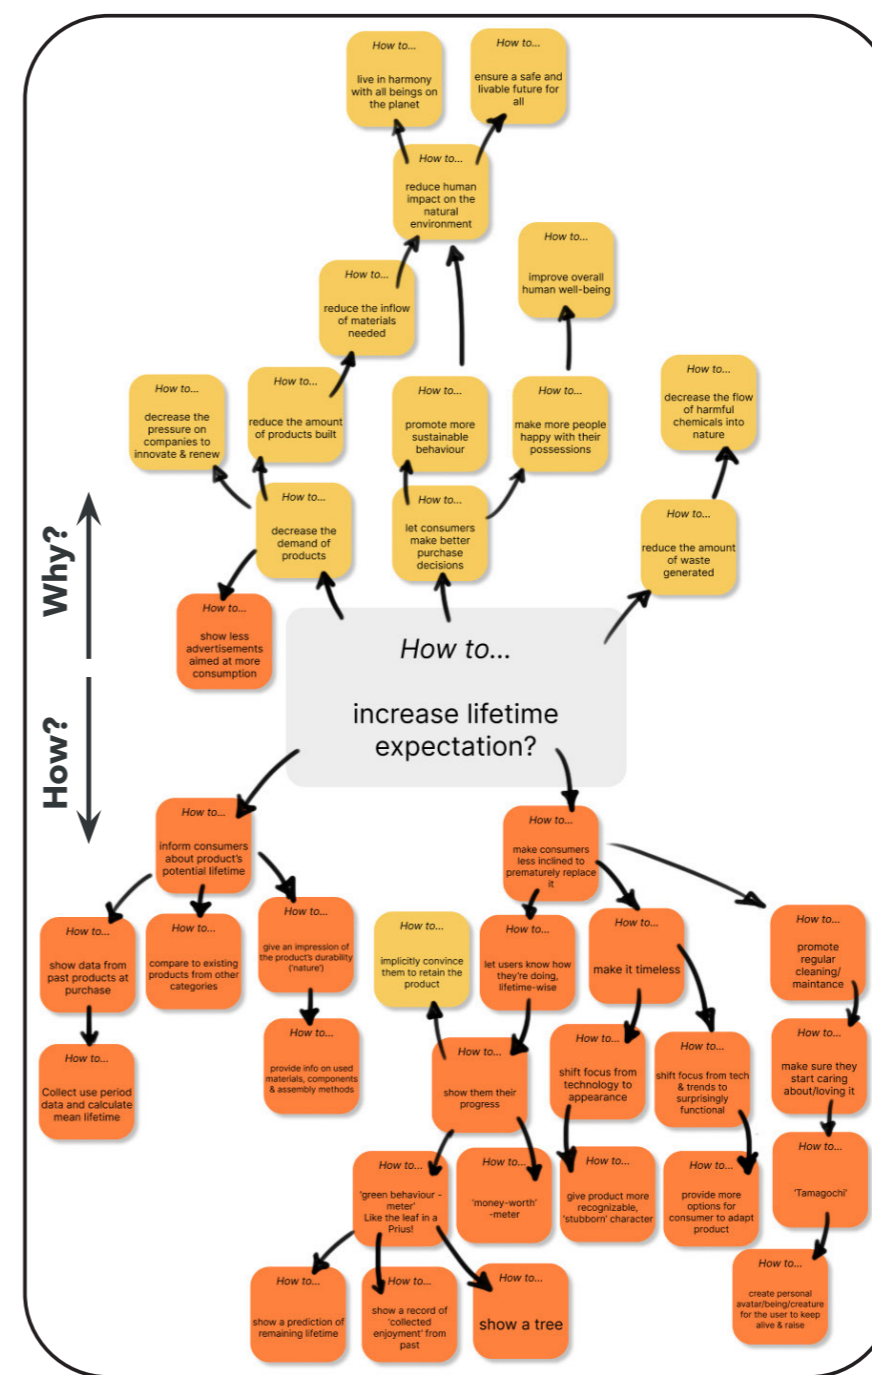 How to...
live in harmony
with all beings on
the planet
How to...
ensure a safe and
livable future for
all
How to...
reduce human
impact on the
natural
environment
How to...
improve overall
human well-being
How to...
reduce the inflow
of materials
needed
How to...
decrease the
pressure on
companies to
innovate & renew
How to...
reduce the amount
of products built
How to...
promote more
sustainable
behaviour
How to...
make more people
happy with their
possessions
How to...
decrease the flow
of harmful
chemicals into
nature
How to...
decrease the
demand of
products
How to...
let consumers
make better
purchase
decisions
How to...
reduce the amount
of waste
generated
Why?
How to...
show less
advertisements
aimed at more
consumption
How to...
increase lifetime
expectation?
How?
How to...
inform consumers
about product's
potential lifetime
How to...
make consumers
less inclined to
prematurely replace
it
How to...
show data from
past products at
purchase
How to...
compare to existing
products from other
categories
How to...
give an impression of
the product's durability
('nature')
How to...
implicitly convince
them to retain the
product
How to...
let users know how
they're doing,
lifetime-wise
How to...
make it timeless
How to...
promote
regular
cleaning/
maintance
How to...
Collect use period
data and calculate
mean lifetime
How to...
provide info on used
materials, components
& assembly methods
How to...
show them their
progress
How to...
shift focus from
technology to
appearance
How to...
shift focus from tech
& trends to
surprisingly
functional
How to...
make sure they
start caring
about/loving it
How to...
'green behaviour -
meter'
Like the leaf in a
Prius!
How to...
'money-worth'
-meter
How to...
give product more
recognizable,
'stubborn' character
How to...
provide more
options for
consumer to adapt
product
How to...
'Tamagochi'
How to...
show a prediction of
remaining lifetime
How to...
show a record of
'collected
enjoyment' from
past
How to...
show a tree
How to...
create personal
avatar/being/creature
for the user to keep
alive & raise